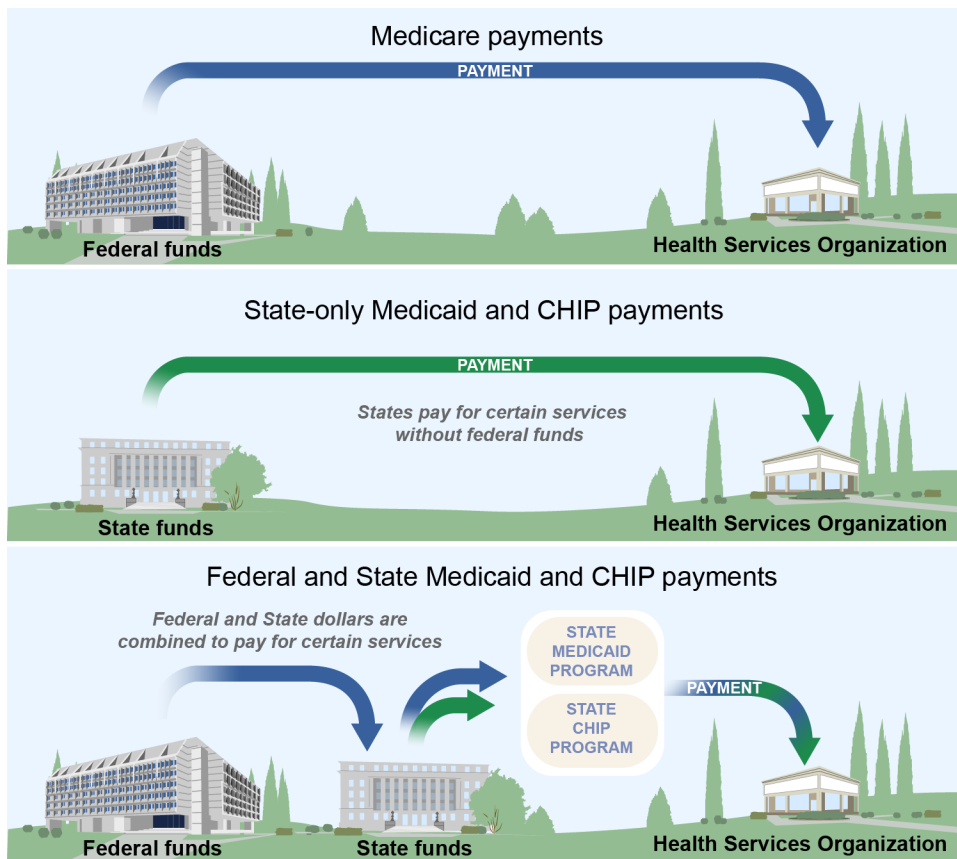 Medicare payments
PAYMENT
Federal funds
Health Services Organization
State-only Medicaid and CHIP payments
PAYMENT
States pay for certain services
without federal funds
State funds
Health Services Organization
Federal and State Medicaid and CHIP payments
Federal and State dollars are
combined to pay for certain services
STATE
MEDICAID
PROGRAM
STATE
CHIP
PROGRAM
PAYMENT
Federal funds
State funds
Health Services Organization